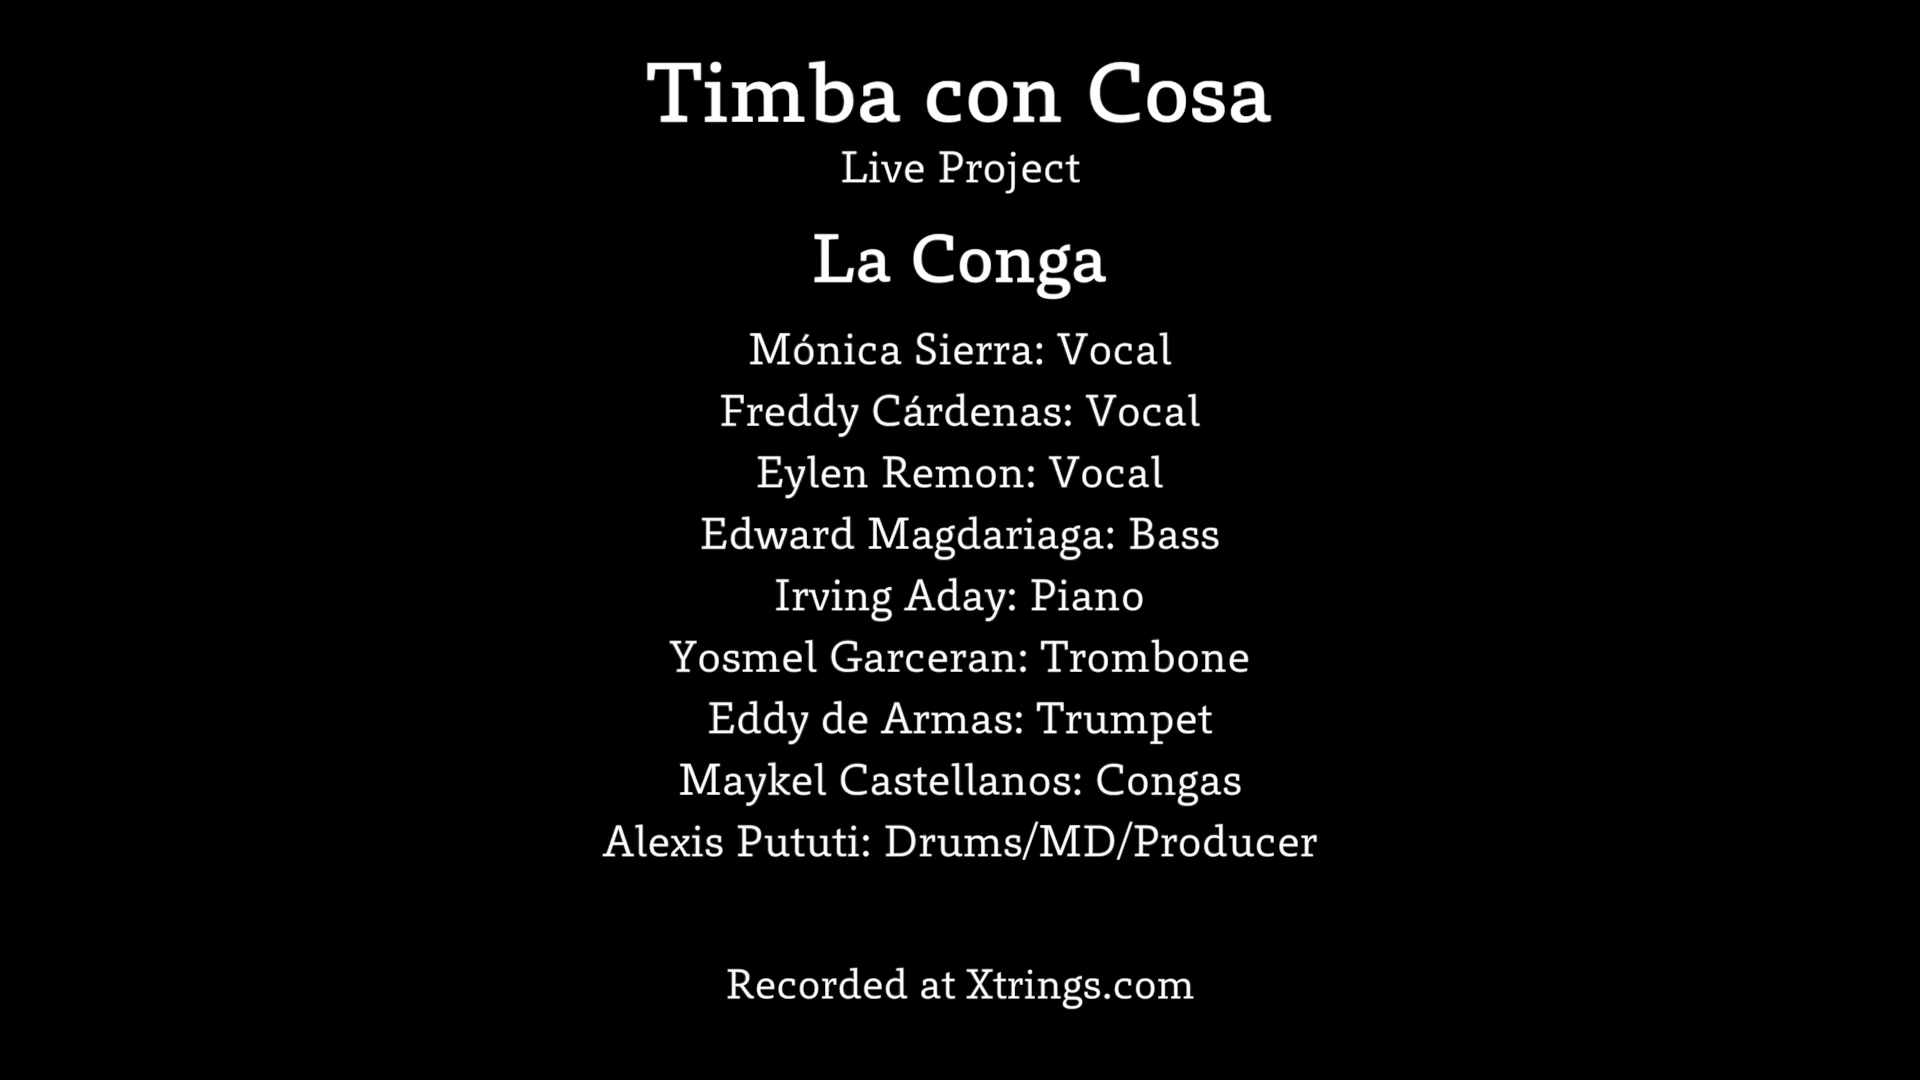 Timba con Cosa
Live Project
La Conga
Mónica Sierra: Vocal
Freddy Cárdenas: Vocal
Eylen Remon: Vocal
Edward Magdariaga: Bass
Irving Aday: Piano
Yosmel Garceran: Trombone
Eddy de Armas: Trumpet
Maykel Castellanos: Congas
Alexis Pututi: Drums/MD/Producer
Recorded at Xtrings.com